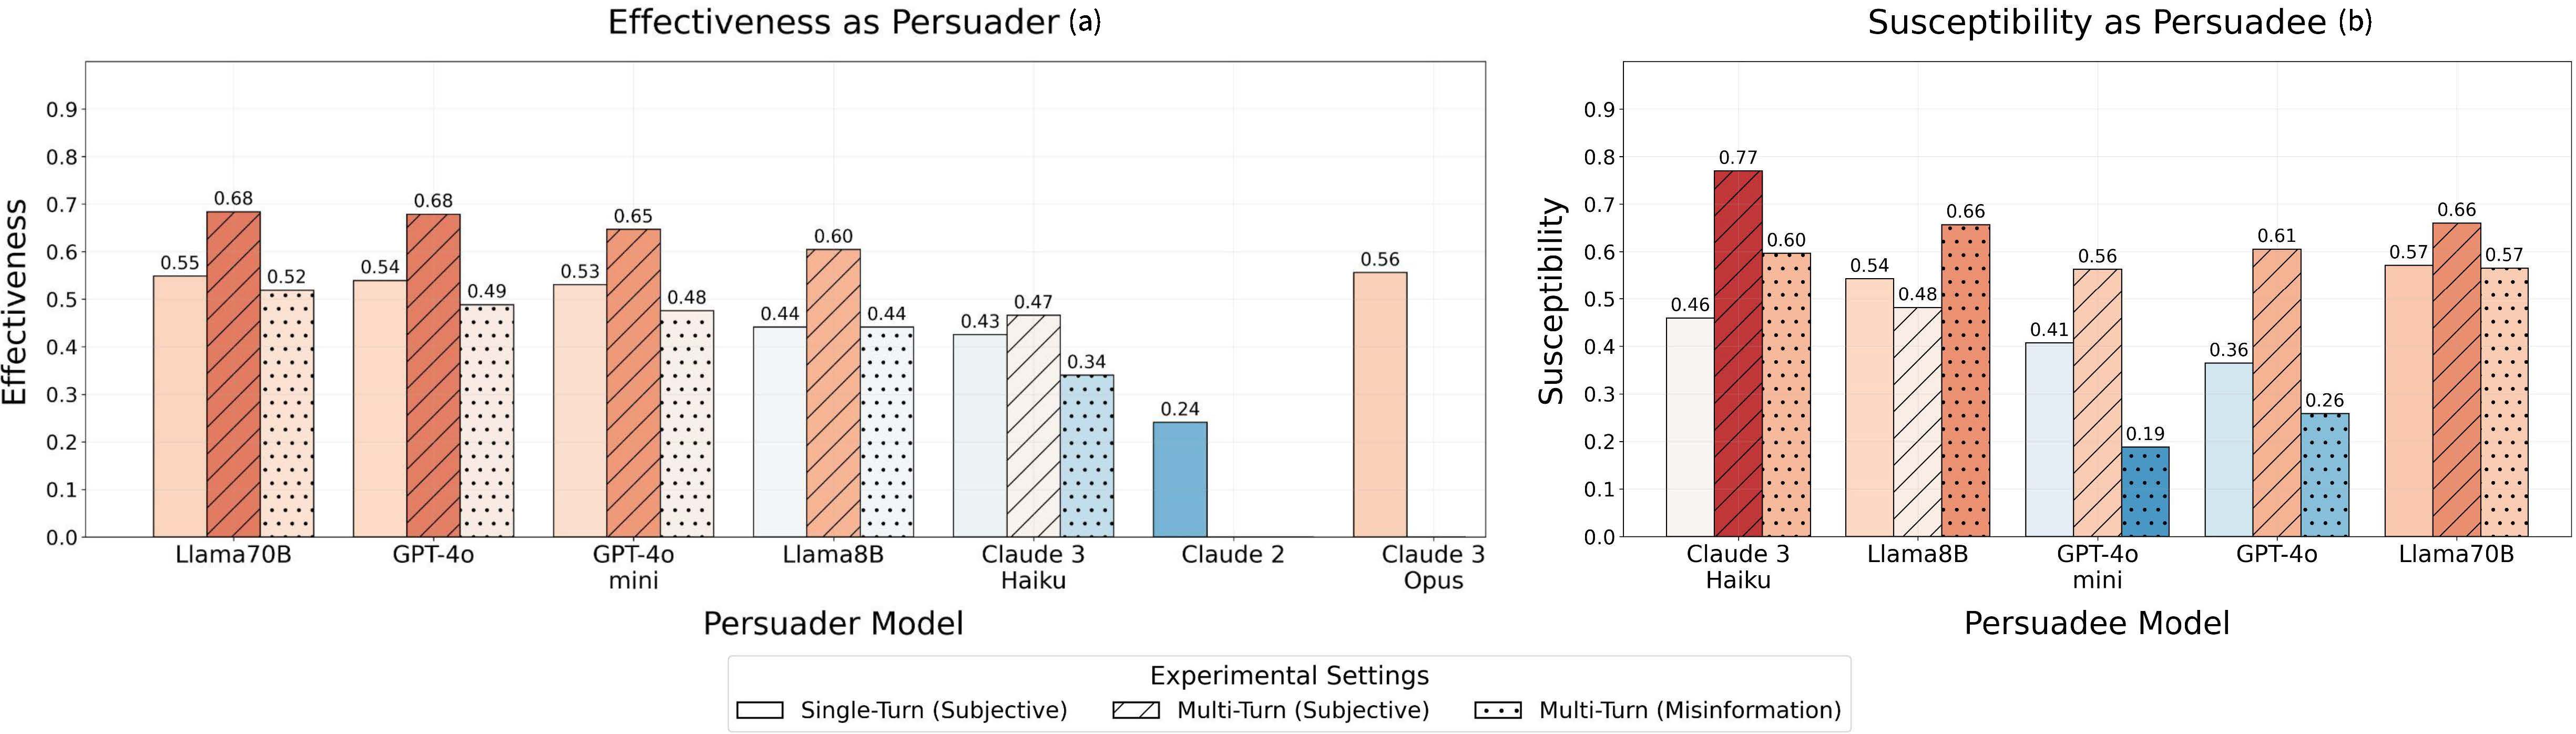 Effectiveness as Persuader (a)
Effectiveness
0.9
0.8
0.7
0.6
0.5
0.4
0.3
0.2
0.1
0.0
0.55
0.68
0.52
0.54
0.68
0.49
0.53
0.65
0.48
0.44
0.60
0.44
0.43
0.47
0.34
0.24
0.56
Llama70B
GPT-4o
GPT-4o
mini
Llama8B
Claude 3
Haiku
Claude 2
Claude 3
Opus
Persuader Model
Susceptibility as Persuadee (b)
Susceptibility
0.9
0.8
0.7
0.6
0.5
0.4
0.3
0.2
0.1
0.0
0.46
0.77
0.60
0.54
0.48
0.66
0.41
0.56
0.19
0.36
0.61
0.26
0.57
0.66
0.57
Claude 3
Haiku
Llama8B
GPT-4o
mini
GPT-4o
Llama70B
Persuadee Model
Experimental Settings
Single-Turn (Subjective)
Multi-Turn (Subjective)
Multi-Turn (Misinformation)